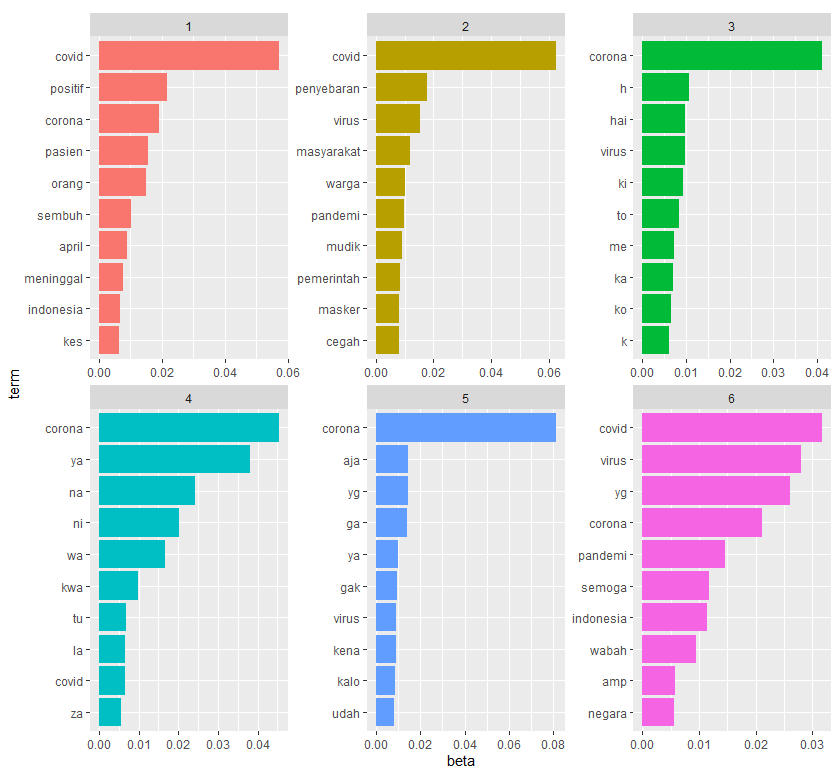 1
covid
positif
corona
pasien
orang
sembuh
april
meninggal
indonesia
kes
0.00 0.02 0.04 0.06
2
covid
penyebaran
virus
masyarakat
warga
pandemi
mudik
pemerintah
masker
cegah
0.00 0.02 0.04 0.06
3
corona
h
hai
virus
ki
to
me
ka
ko
k
0.00 0.01 0.02 0.03 0.04
term
4
corona
ya
na
ni
wa
kwa
tu
la
covid
za
0.00 0.01 0.02 0.03 0.04
5
corona
aja
yg
ga
ya
gak
virus
kena
kalo
udah
0.00 0.02 0.04 0.06 0.08
6
covid
virus
yg
corona
pandemi
semoga
indonesia
wabah
amp
negara
0.00 0.01 0.02 0.03
beta